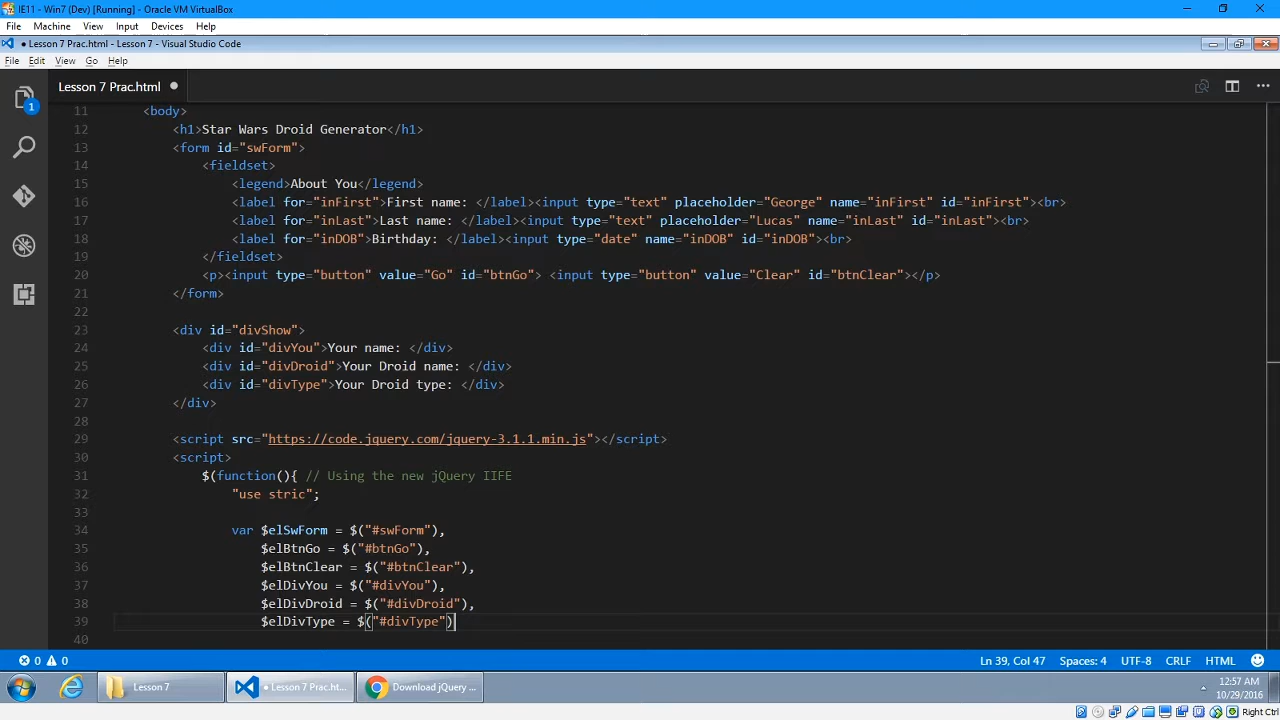 IE11 - Win7 (Dev) [Running] - Oracle VM VirtualBox
File Machine View Input Devices Help
● Lesson 7 Prac.html - Lesson 7 - Visual Studio Code
File Edit View Go Help
Lesson 7 Prac.html
1
11 <body>
12 <h1>Star Wars Droid Generator</h1>
13 <form id="swForm">
14 <fieldset>
15 <legend>About You</legend>
16 <label for="inFirst">First name: </label><input type="text" placeholder="George" name="inFirst" id="inFirst"><br>
17 <label for="inLast">Last name: </label><input type="text" placeholder="Lucas" name="inLast" id="inLast"><br>
18 <label for="inDOB">Birthday: </label><input type="date" name="inDOB" id="inDOB"><br>
19 </fieldset>
20 <p><input type="button" value="Go" id="btnGo"> <input type="button" value="Clear" id="btnClear"></p>
21 </form>
22
23 <div id="divShow">
24 <div id="divYou">Your name: </div>
25 <div id="divDroid">Your Droid name: </div>
26 <div id="divType">Your Droid type: </div>
27 </div>
28
29 <script src="https://code.jquery.com/jquery-3.1.1.min.js"></script>
30 <script>
31 $(function(){ // Using the new jQuery IIFE
32 "use stric";
33
34 var $elSwForm = $("#swForm"),
35 $elBtnGo = $("#btnGo"),
36 $elBtnClear = $("#btnClear"),
37 $elDivYou = $("#divYou"),
38 $elDivDroid = $("#divDroid"),
39 $elDivType = $("#divType")
40
0 0 Ln 39, Col 47 Spaces: 4 UTF-8 CRLF HTML
Lesson 7 ● Lesson 7 Prac.ht... Download jQuery ... 12:57 AM
10/29/2016
Right Ctrl